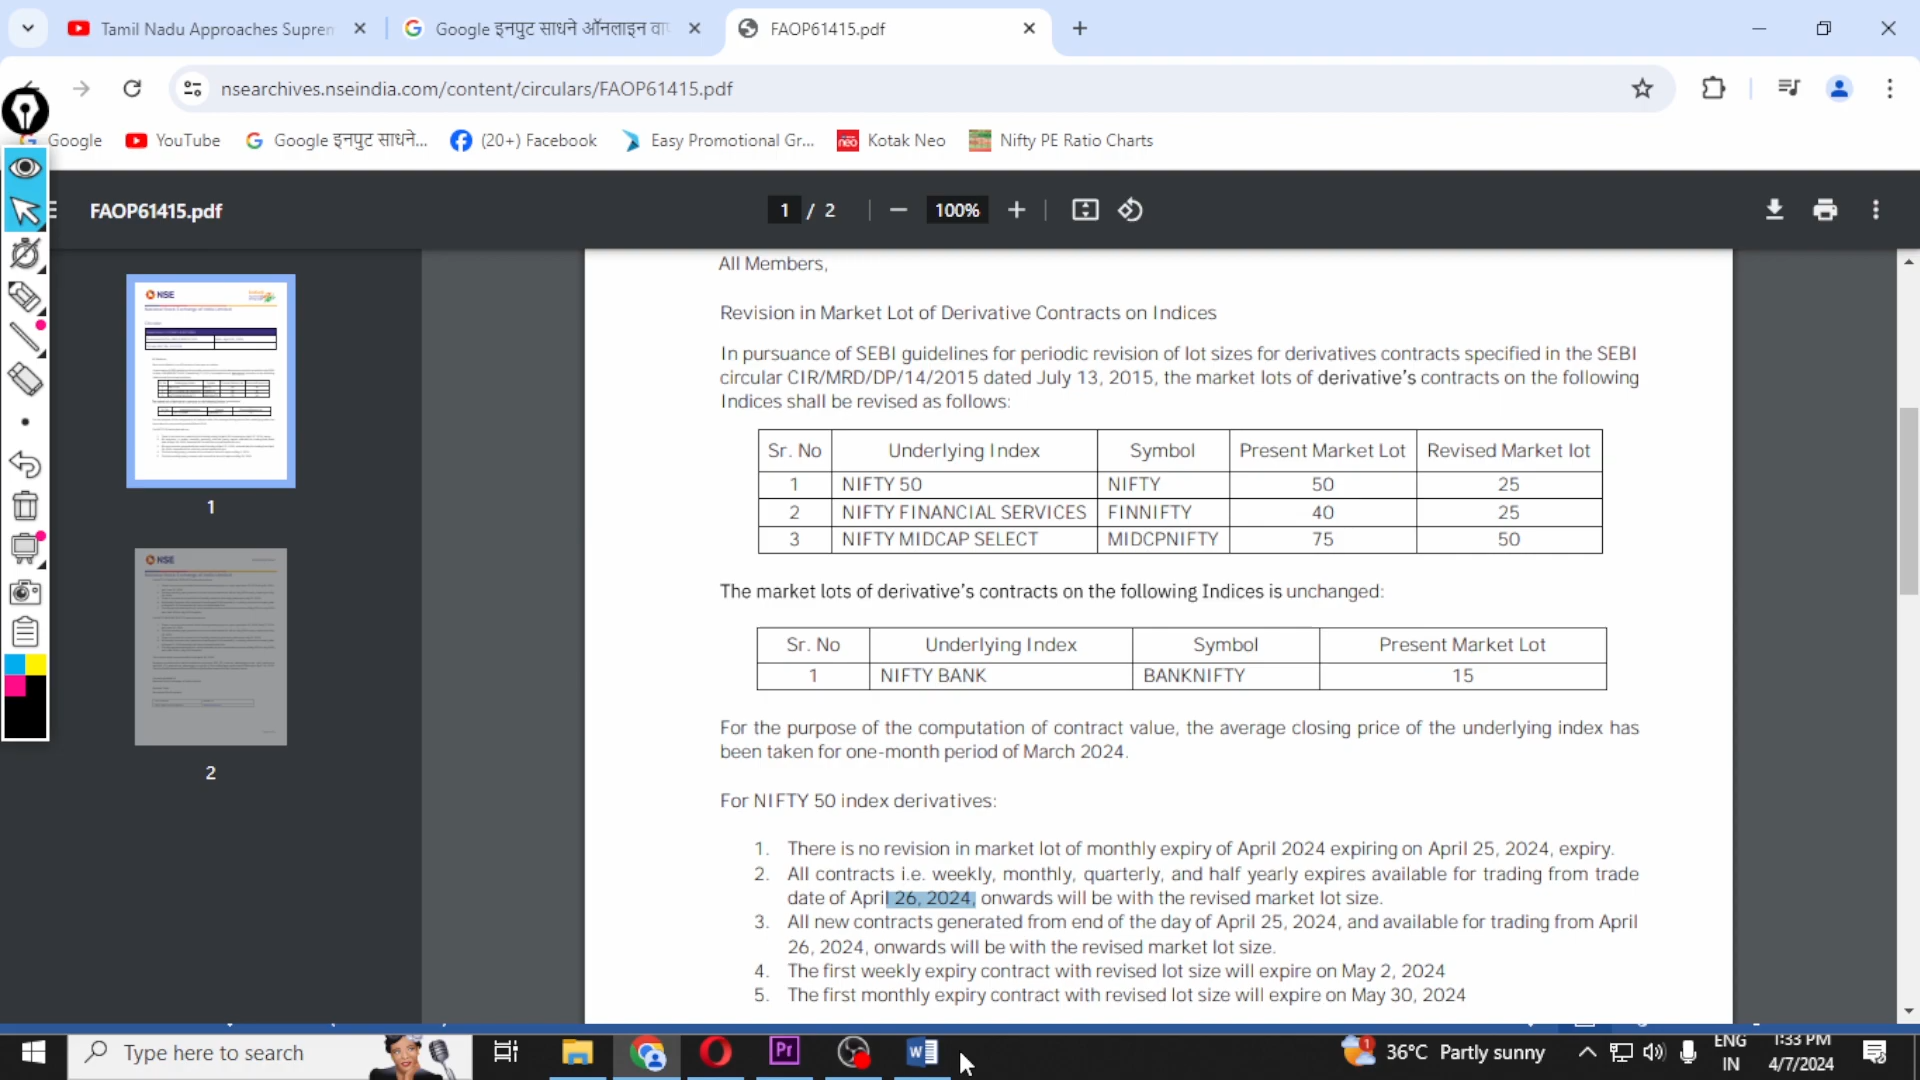 Tamil Nadu Approaches Suprem
Google इनपुट साधने ऑनलाइन वाप
FAOP61415.pdf
nsearchives.nseindia.com/content/circulars/FAOP61415.pdf
Google
YouTube
Google इनपुट साधने...
(20+) Facebook
Easy Promotional Gr...
neo
Kotak Neo
Nifty PE Ratio Charts
FAOP61415.pdf
1 / 2
100%
NSE
1
NSE
2
All Members,
Revision in Market Lot of Derivative Contracts on Indices
In pursuance of SEBI guidelines for periodic revision of lot sizes for derivatives contracts specified in the SEBI
circular CIR/MRD/DP/14/2015 dated July 13, 2015, the market lots of derivative's contracts on the following
Indices shall be revised as follows:
Sr. No Underlying Index Symbol Present Market Lot Revised Market lot
1 NIFTY 50 NIFTY 50 25
2 NIFTY FINANCIAL SERVICES FINNIFTY 40 25
3 NIFTY MIDCAP SELECT MIDCPNIFTY 75 50
The market lots of derivative's contracts on the following Indices is unchanged:
Sr. No Underlying Index Symbol Present Market Lot
1 NIFTY BANK BANKNIFTY 15
For the purpose of the computation of contract value, the average closing price of the underlying index has
been taken for one-month period of March 2024.
For NIFTY 50 index derivatives:
1. There is no revision in market lot of monthly expiry of April 2024 expiring on April 25, 2024, expiry.
2. All contracts i.e. weekly, monthly, quarterly, and half yearly expires available for trading from trade
date of April 26, 2024, onwards will be with the revised market lot size.
3. All new contracts generated from end of the day of April 25, 2024, and available for trading from April
26, 2024, onwards will be with the revised market lot size.
4. The first weekly expiry contract with revised lot size will expire on May 2, 2024
5. The first monthly expiry contract with revised lot size will expire on May 30, 2024
Type here to search
Pr
W
1
36°C Partly sunny
ENG
IN
1:33 PM
4/7/2024